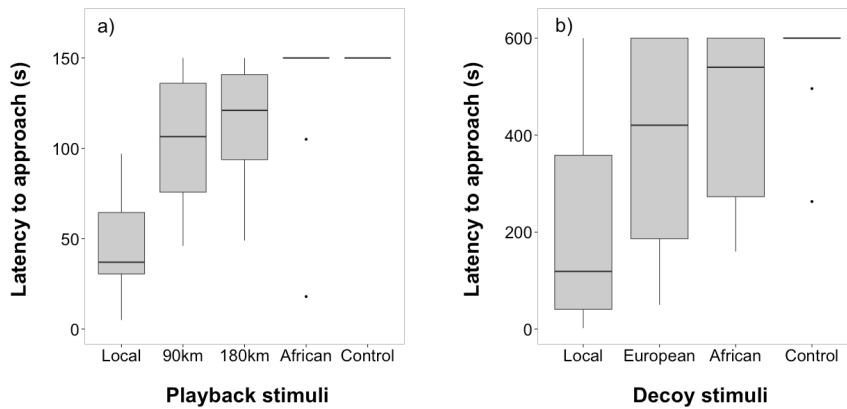 a)
Latency to approach (s)
150
100
50
0
Local 90km 180km African Control
Playback stimuli
b)
Latency to approach (s)
600
400
200
0
Local European African Control
Decoy stimuli